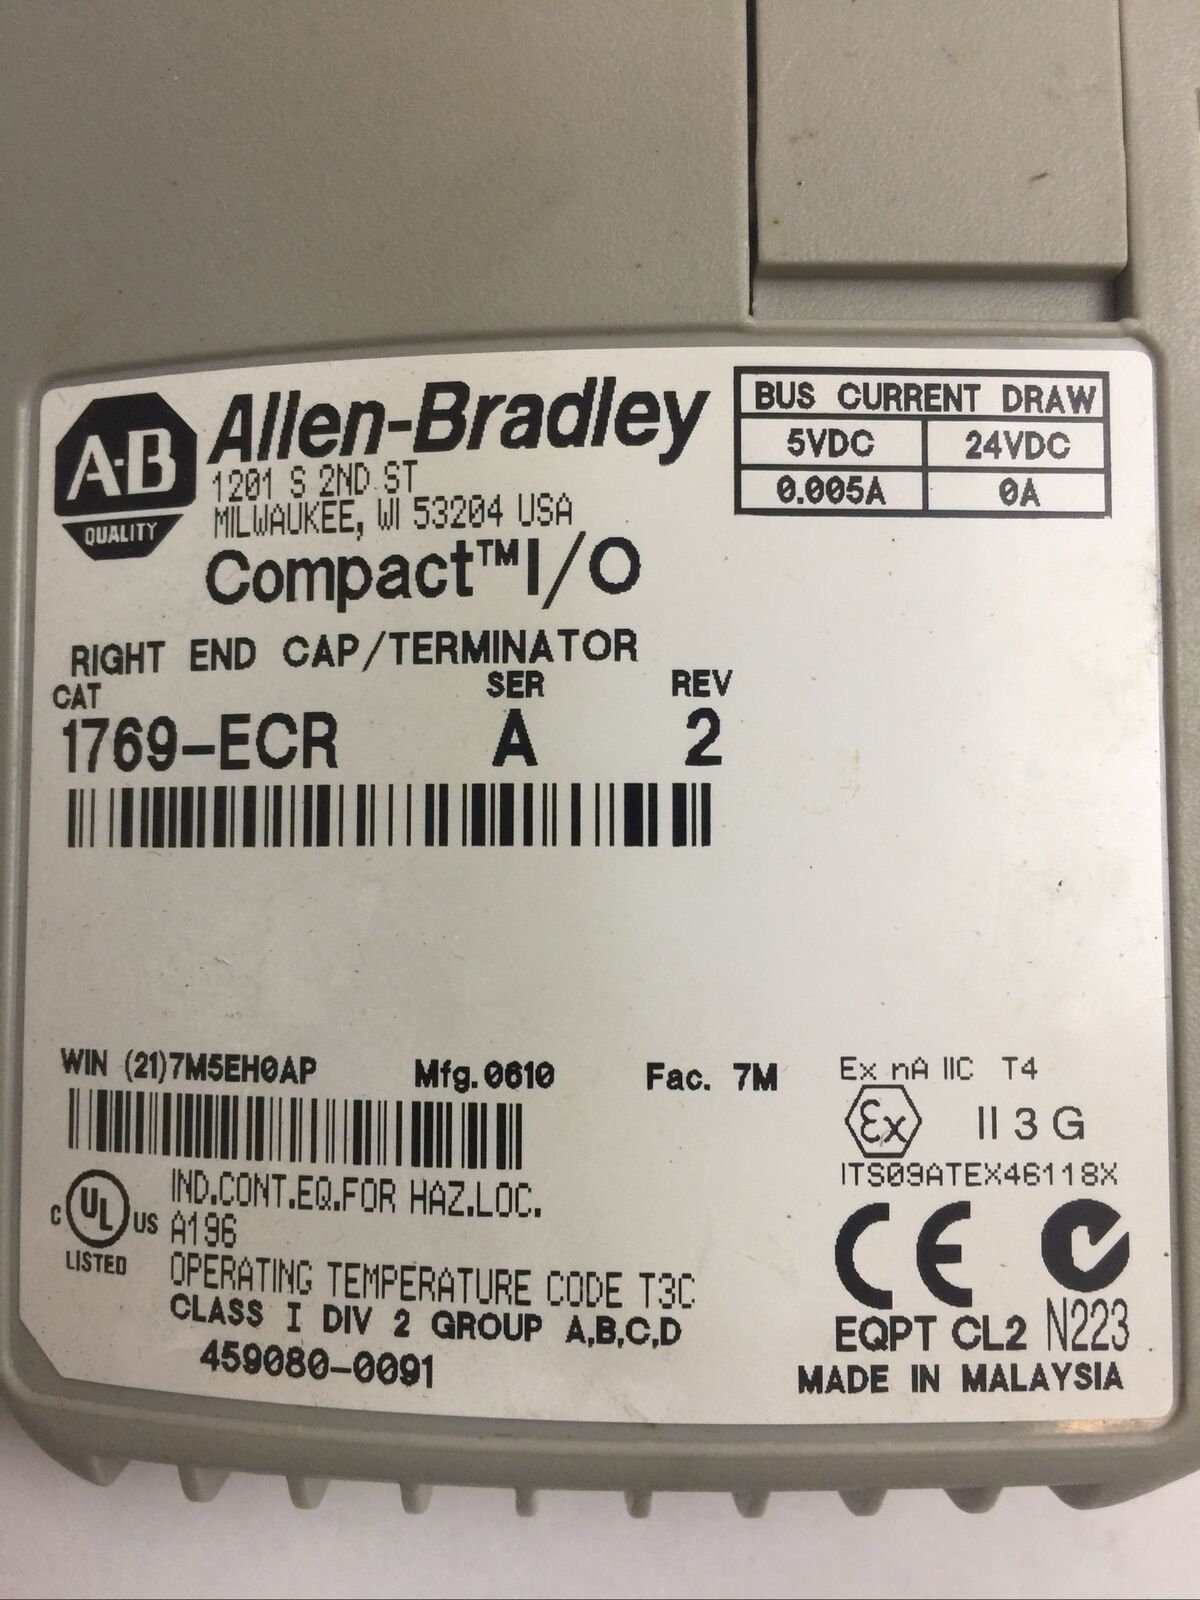 A-B
QUALITY
Allen-Bradley
1201 S 2ND ST
MILWAUKEE, WI 53204 USA
Compact™ I/O
BUS CURRENT DRAW
5VDC 24VDC
0.005A 0A
RIGHT END CAP/TERMINATOR
CAT SER REV
1769-ECR A 2
WIN (21)7M5EH0AP Mfg.0610 Fac. 7M
Ex nA IIC T4
Ex II 3 G
ITS09ATEX46118X
C UL US
LISTED
IND.CONT.EQ.FOR HAZ.LOC.
A196
OPERATING TEMPERATURE CODE T3C
CLASS I DIV 2 GROUP A,B,C,D
459080-0091
CE
EQPT CL2 N223
MADE IN MALAYSIA